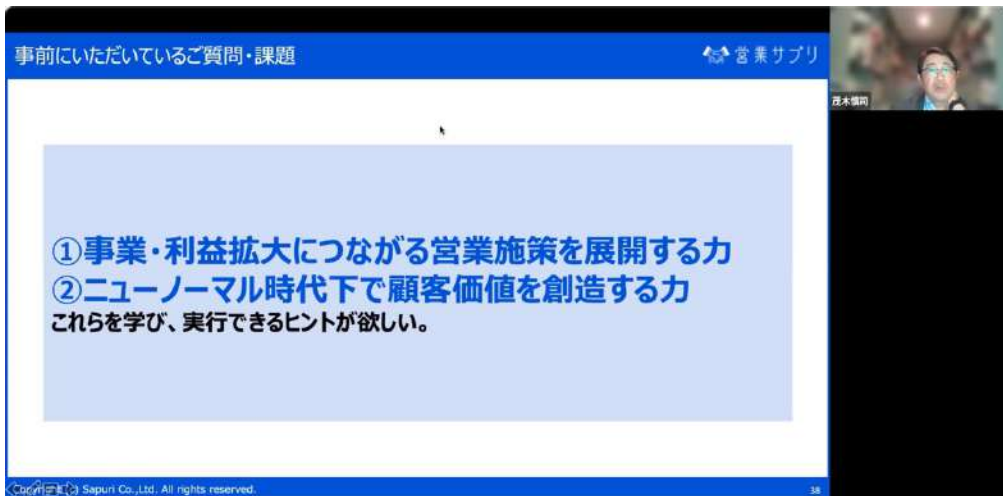 事前にいただいているご質問・課題
営業サプリ
茂木慎司
①事業・利益拡大につながる営業施策を展開する力
②ニューノーマル時代下で顧客価値を創造する力
これらを学び、実行できるヒントが欲しい。
Sapuri Co.,Ltd. All rights reserved.
38